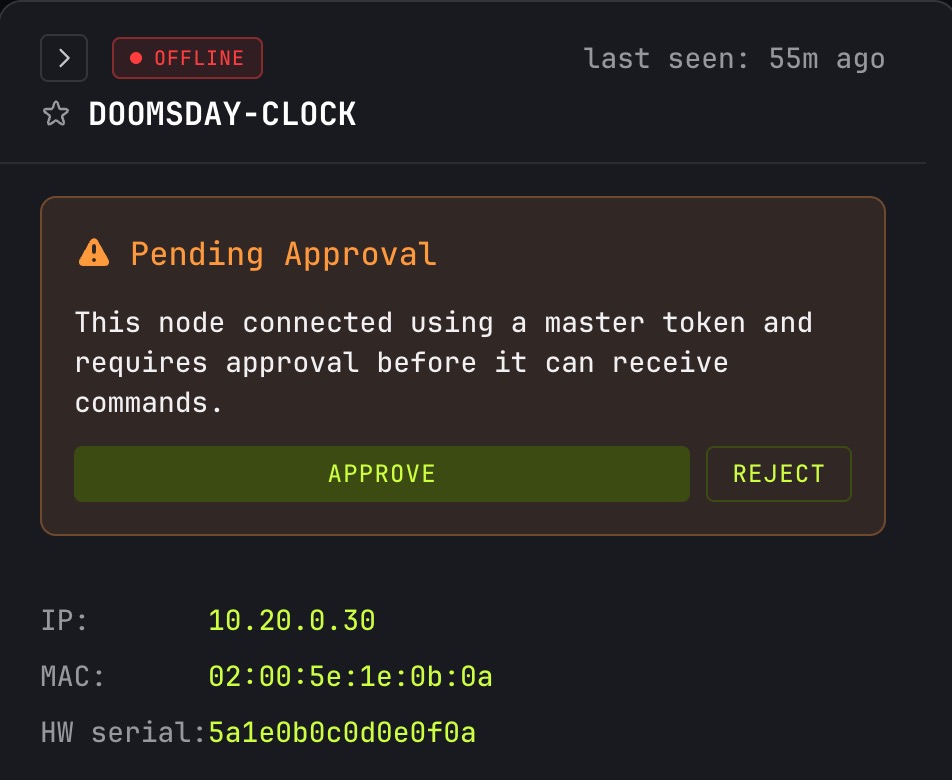 OFFLINE
last seen: 55m ago
DOOMSDAY-CLOCK
Pending Approval
This node connected using a master token and
requires approval before it can receive
commands.
APPROVE
REJECT
IP: 10.20.0.30
MAC: 02:00:5e:1e:0b:0a
HW serial:5a1e0b0c0d0e0f0a